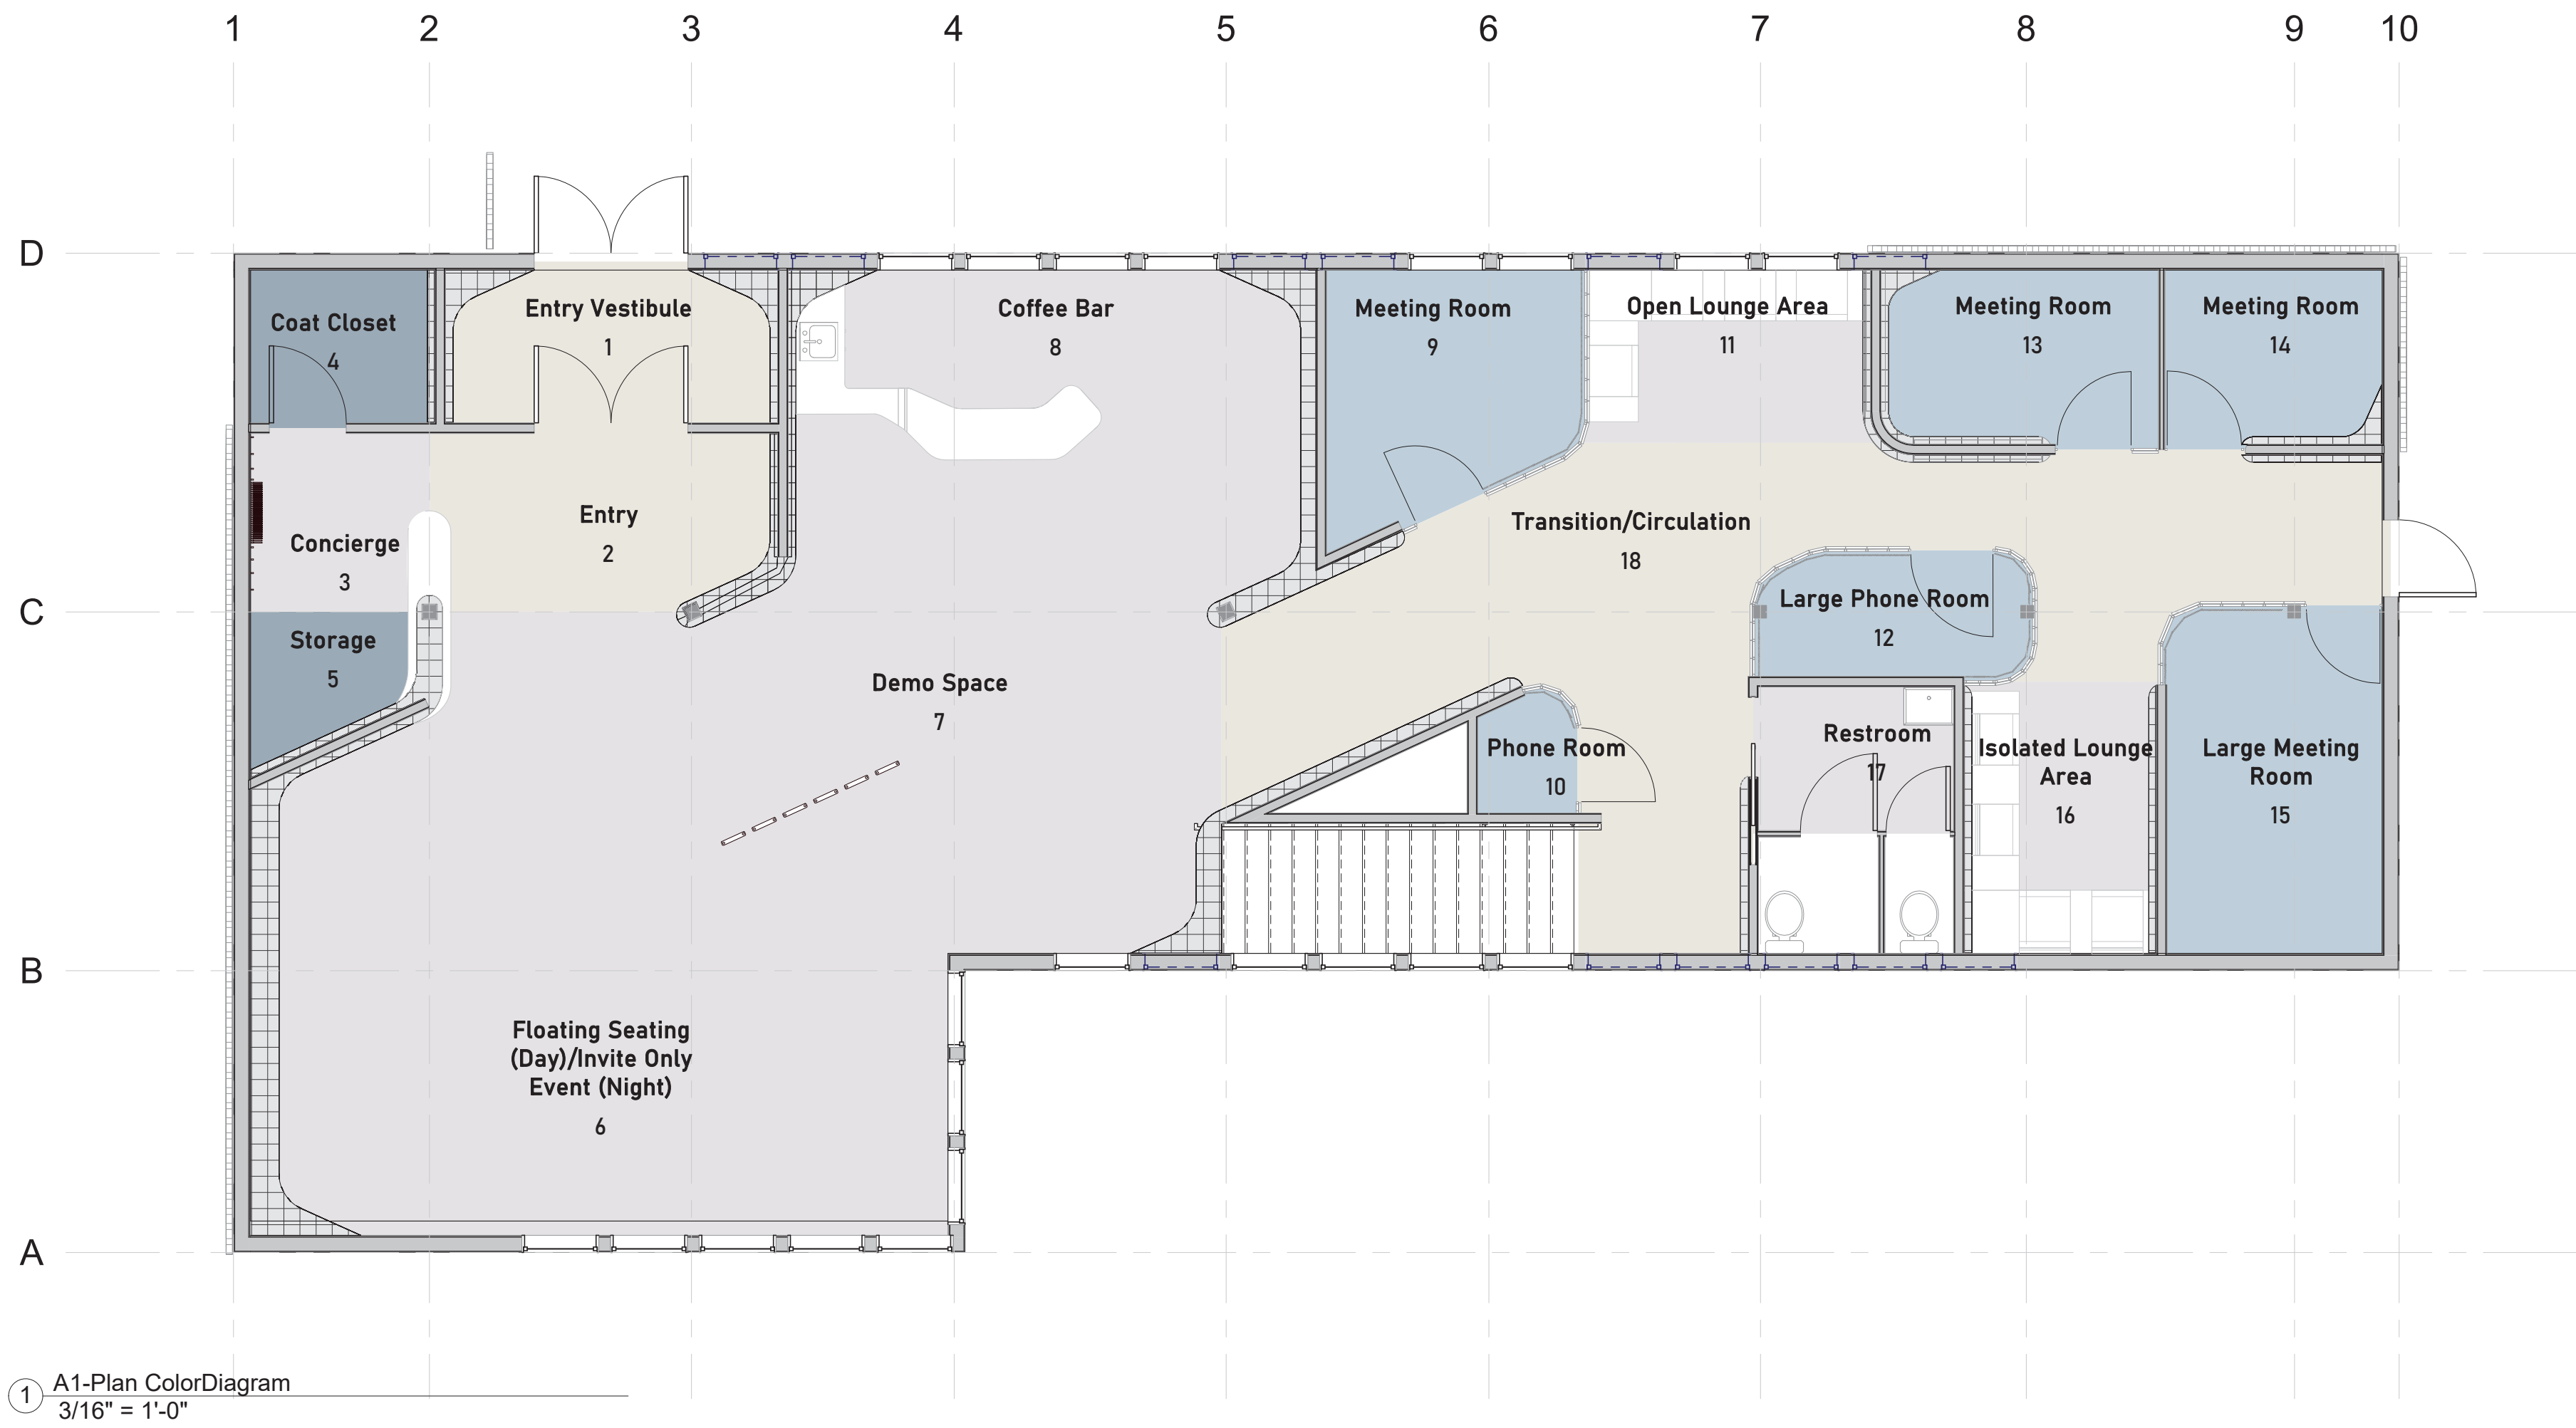 1 2 3 4 5 6 7 8 9 10
D
Coat Closet
4
Entry Vestibule
1
Coffee Bar
8
Meeting Room
9
Open Lounge Area
11
Meeting Room
13
Meeting Room
14
Concierge
3
Entry
2
Transition/Circulation
18
C
Large Phone Room
12
Storage
5
Demo Space
7
Phone Room
10
Restroom
17
Isolated Lounge
Area
16
Large Meeting
Room
15
B
Floating Seating
(Day)/Invite Only
Event (Night)
6
A
1 A1-Plan ColorDiagram
3/16" = 1'-0"